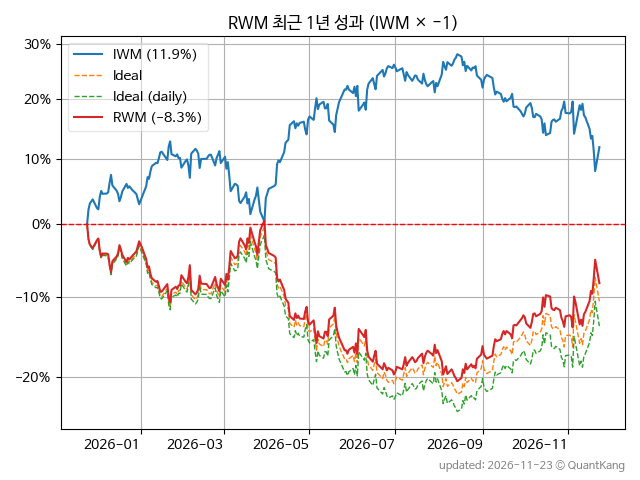 RWM 최근 1년 성과 (IWM × −1)
30%
20%
10%
0%
−10%
−20%
IWM (11.9%)
Ideal
Ideal (daily)
RWM (−8.3%)
2026-01 2026-03 2026-05 2026-07 2026-09 2026-11
updated: 2026-11-23 © QuantKang